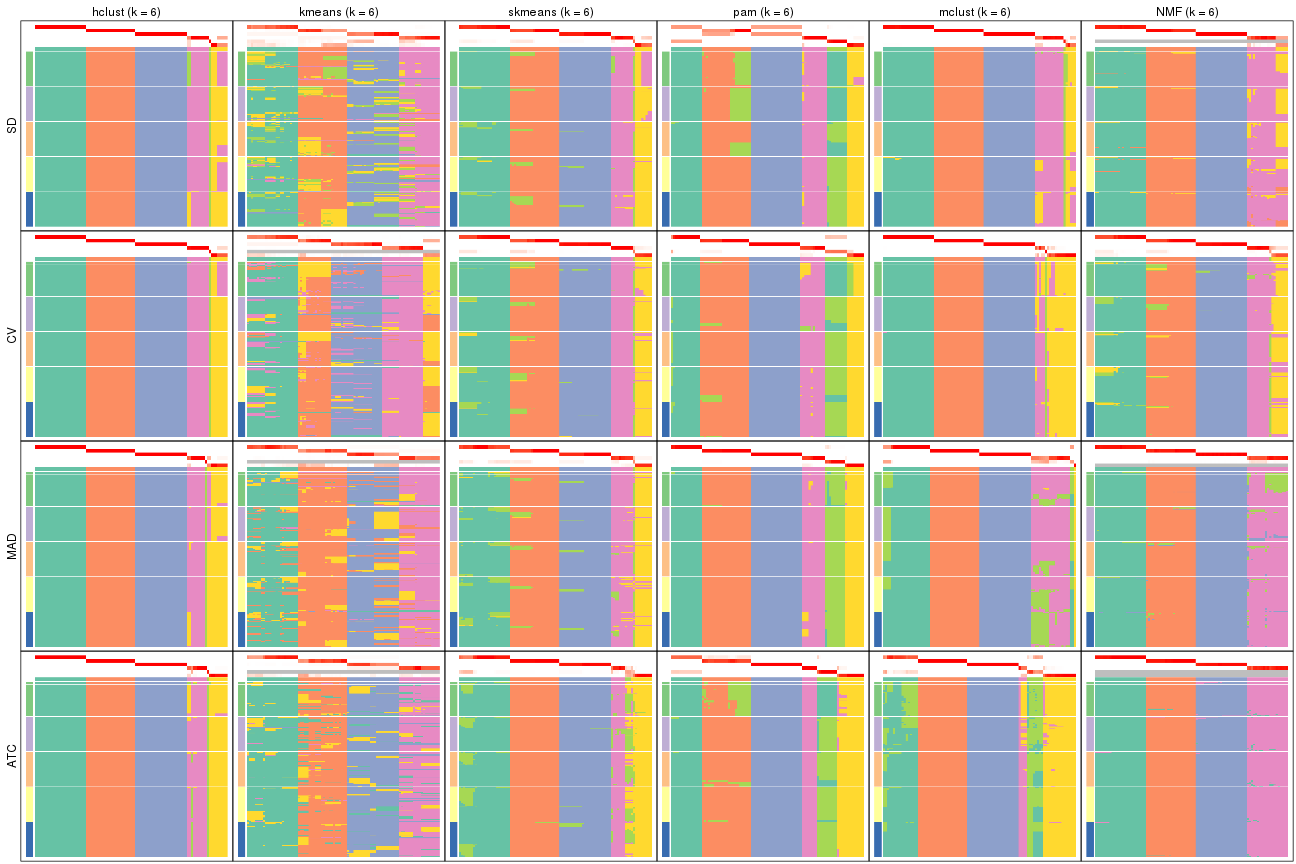 hclust (k = 6) kmeans (k = 6) skmeans (k = 6) pam (k = 6) mclust (k = 6) NMF (k = 6)
SD
CV
MAD
ATC